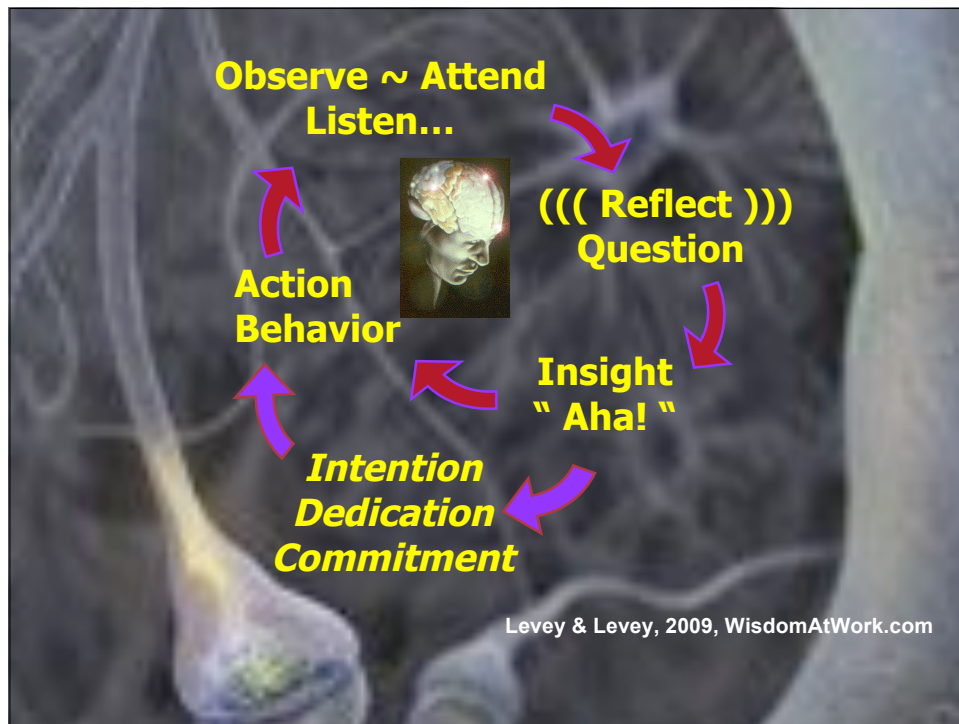 Observe ~ Attend
Listen...
((( Reflect )))
Question
Insight
“ Aha! “
Intention
Dedication
Commitment
Action
Behavior
Levey & Levey, 2009, WisdomAtWork.com